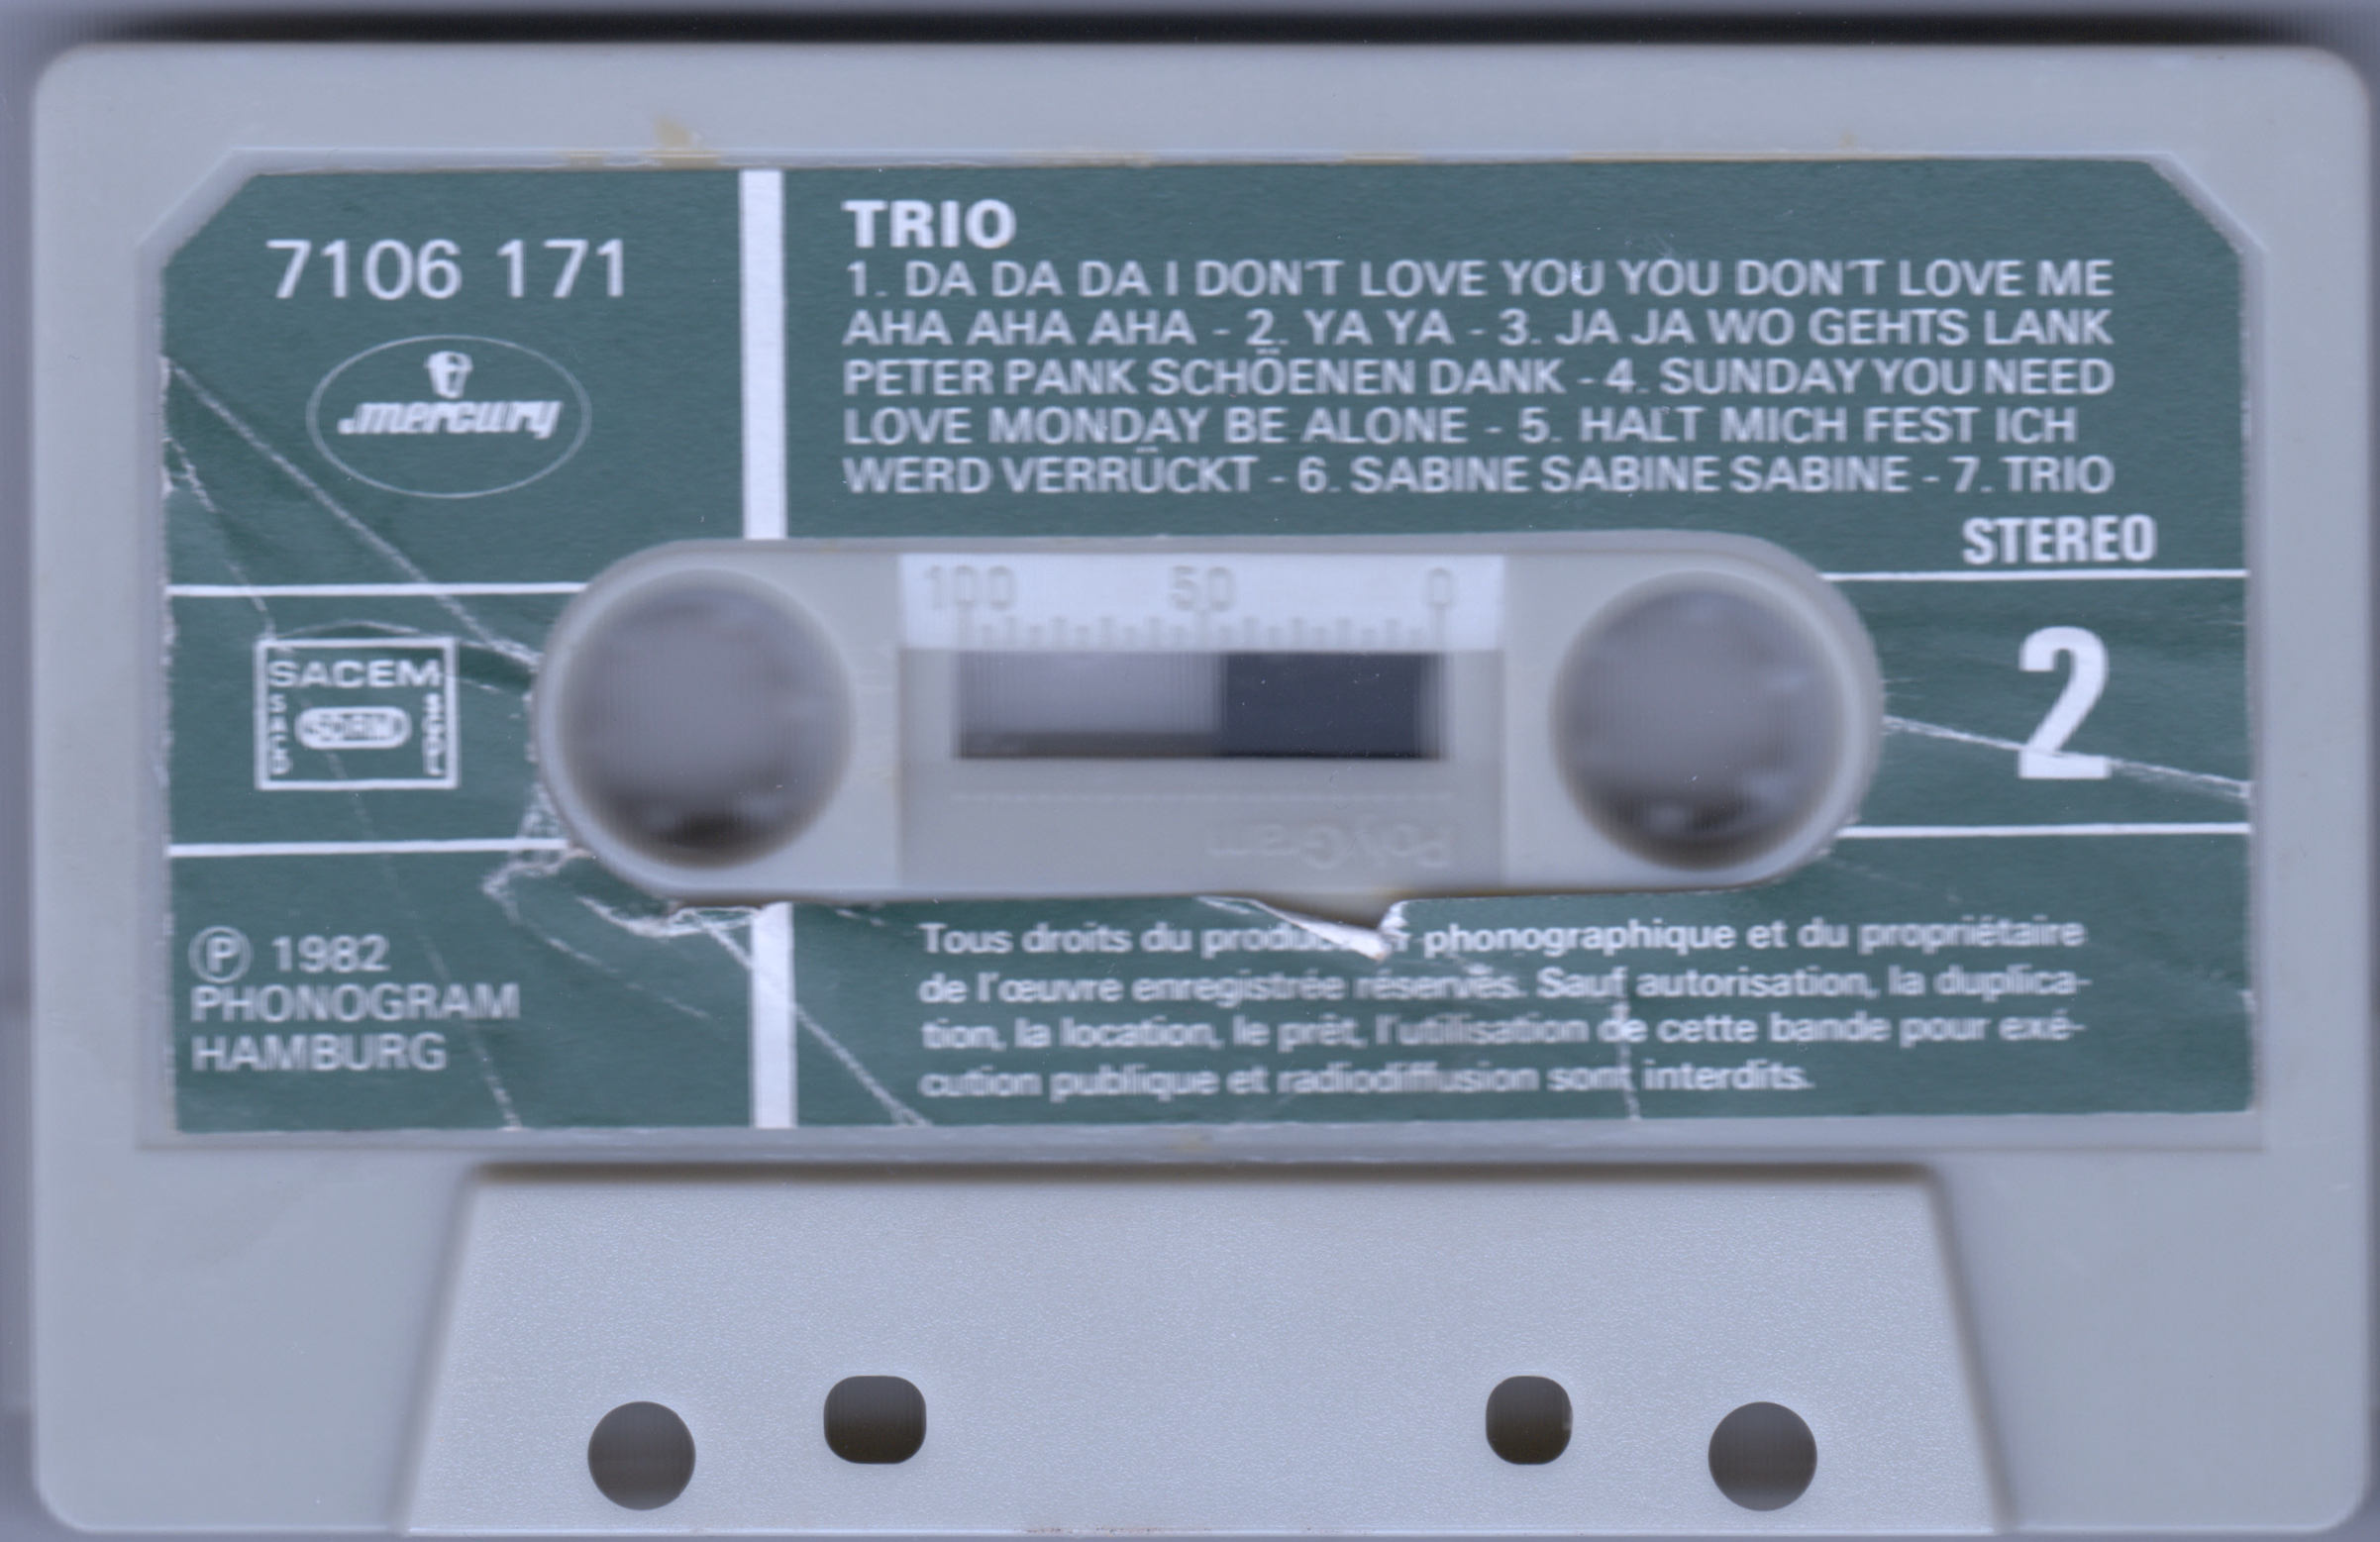 7106 171
mercury
TRIO
1. DA DA DA I DON'T LOVE YOU YOU DON'T LOVE ME
AHA AHA AHA - 2. YA YA - 3. JA JA WO GEHTS LANK
PETER PANK SCHÖENEN DANK - 4. SUNDAY YOU NEED
LOVE MONDAY BE ALONE - 5. HALT MICH FEST ICH
WERD VERRÜCKT - 6. SABINE SABINE SABINE - 7. TRIO
STEREO
100 50 0
SACEM
SACD
SDRM
2
PolyGram
Ⓟ 1982
PHONOGRAM
HAMBURG
Tous droits du phonographique et du propriétaire
de l'œuvre enregistrée réservés. Sauf autorisation, la duplica-
tion, la location, le prêt, l'utilisation de cette bande pour exé-
cution publique et radiodiffusion sont interdits.